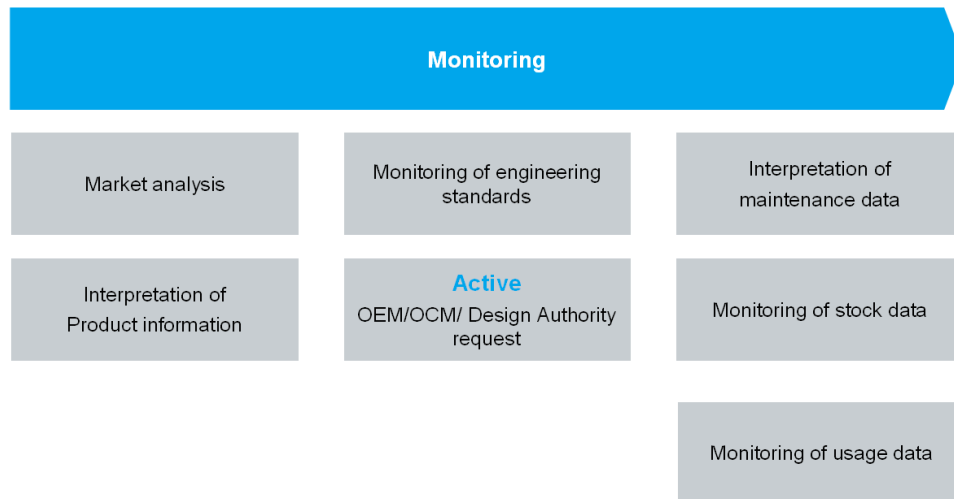 Monitoring
Market analysis
Monitoring of engineering
standards
Interpretation of
maintenance data
Interpretation of
Product information
Active
OEM/OCM/ Design Authority
request
Monitoring of stock data
Monitoring of usage data